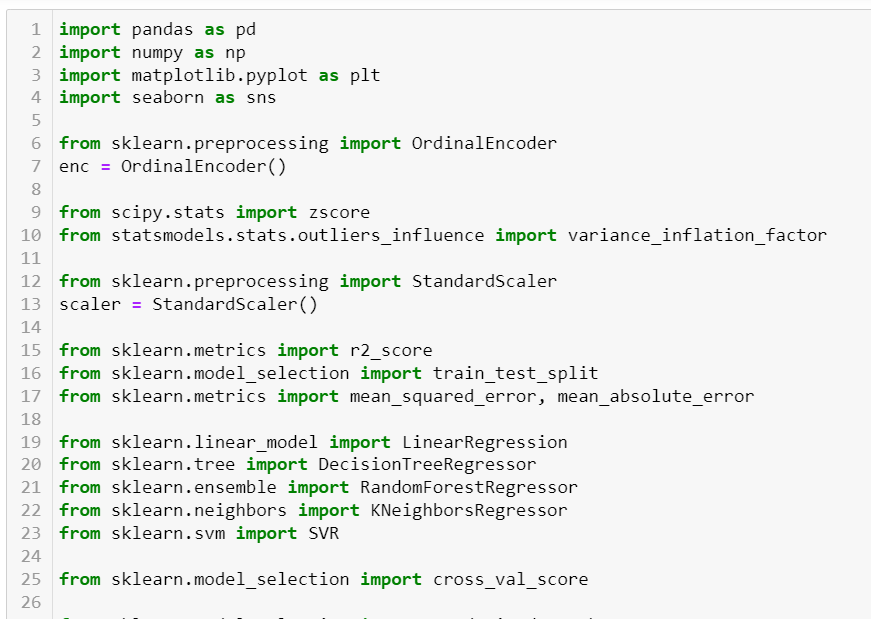 1 import pandas as pd
2 import numpy as np
3 import matplotlib.pyplot as plt
4 import seaborn as sns
5
6 from sklearn.preprocessing import OrdinalEncoder
7 enc = OrdinalEncoder()
8
9 from scipy.stats import zscore
10 from statsmodels.stats.outliers_influence import variance_inflation_factor
11
12 from sklearn.preprocessing import StandardScaler
13 scaler = StandardScaler()
14
15 from sklearn.metrics import r2_score
16 from sklearn.model_selection import train_test_split
17 from sklearn.metrics import mean_squared_error, mean_absolute_error
18
19 from sklearn.linear_model import LinearRegression
20 from sklearn.tree import DecisionTreeRegressor
21 from sklearn.ensemble import RandomForestRegressor
22 from sklearn.neighbors import KNeighborsRegressor
23 from sklearn.svm import SVR
24
25 from sklearn.model_selection import cross_val_score
26